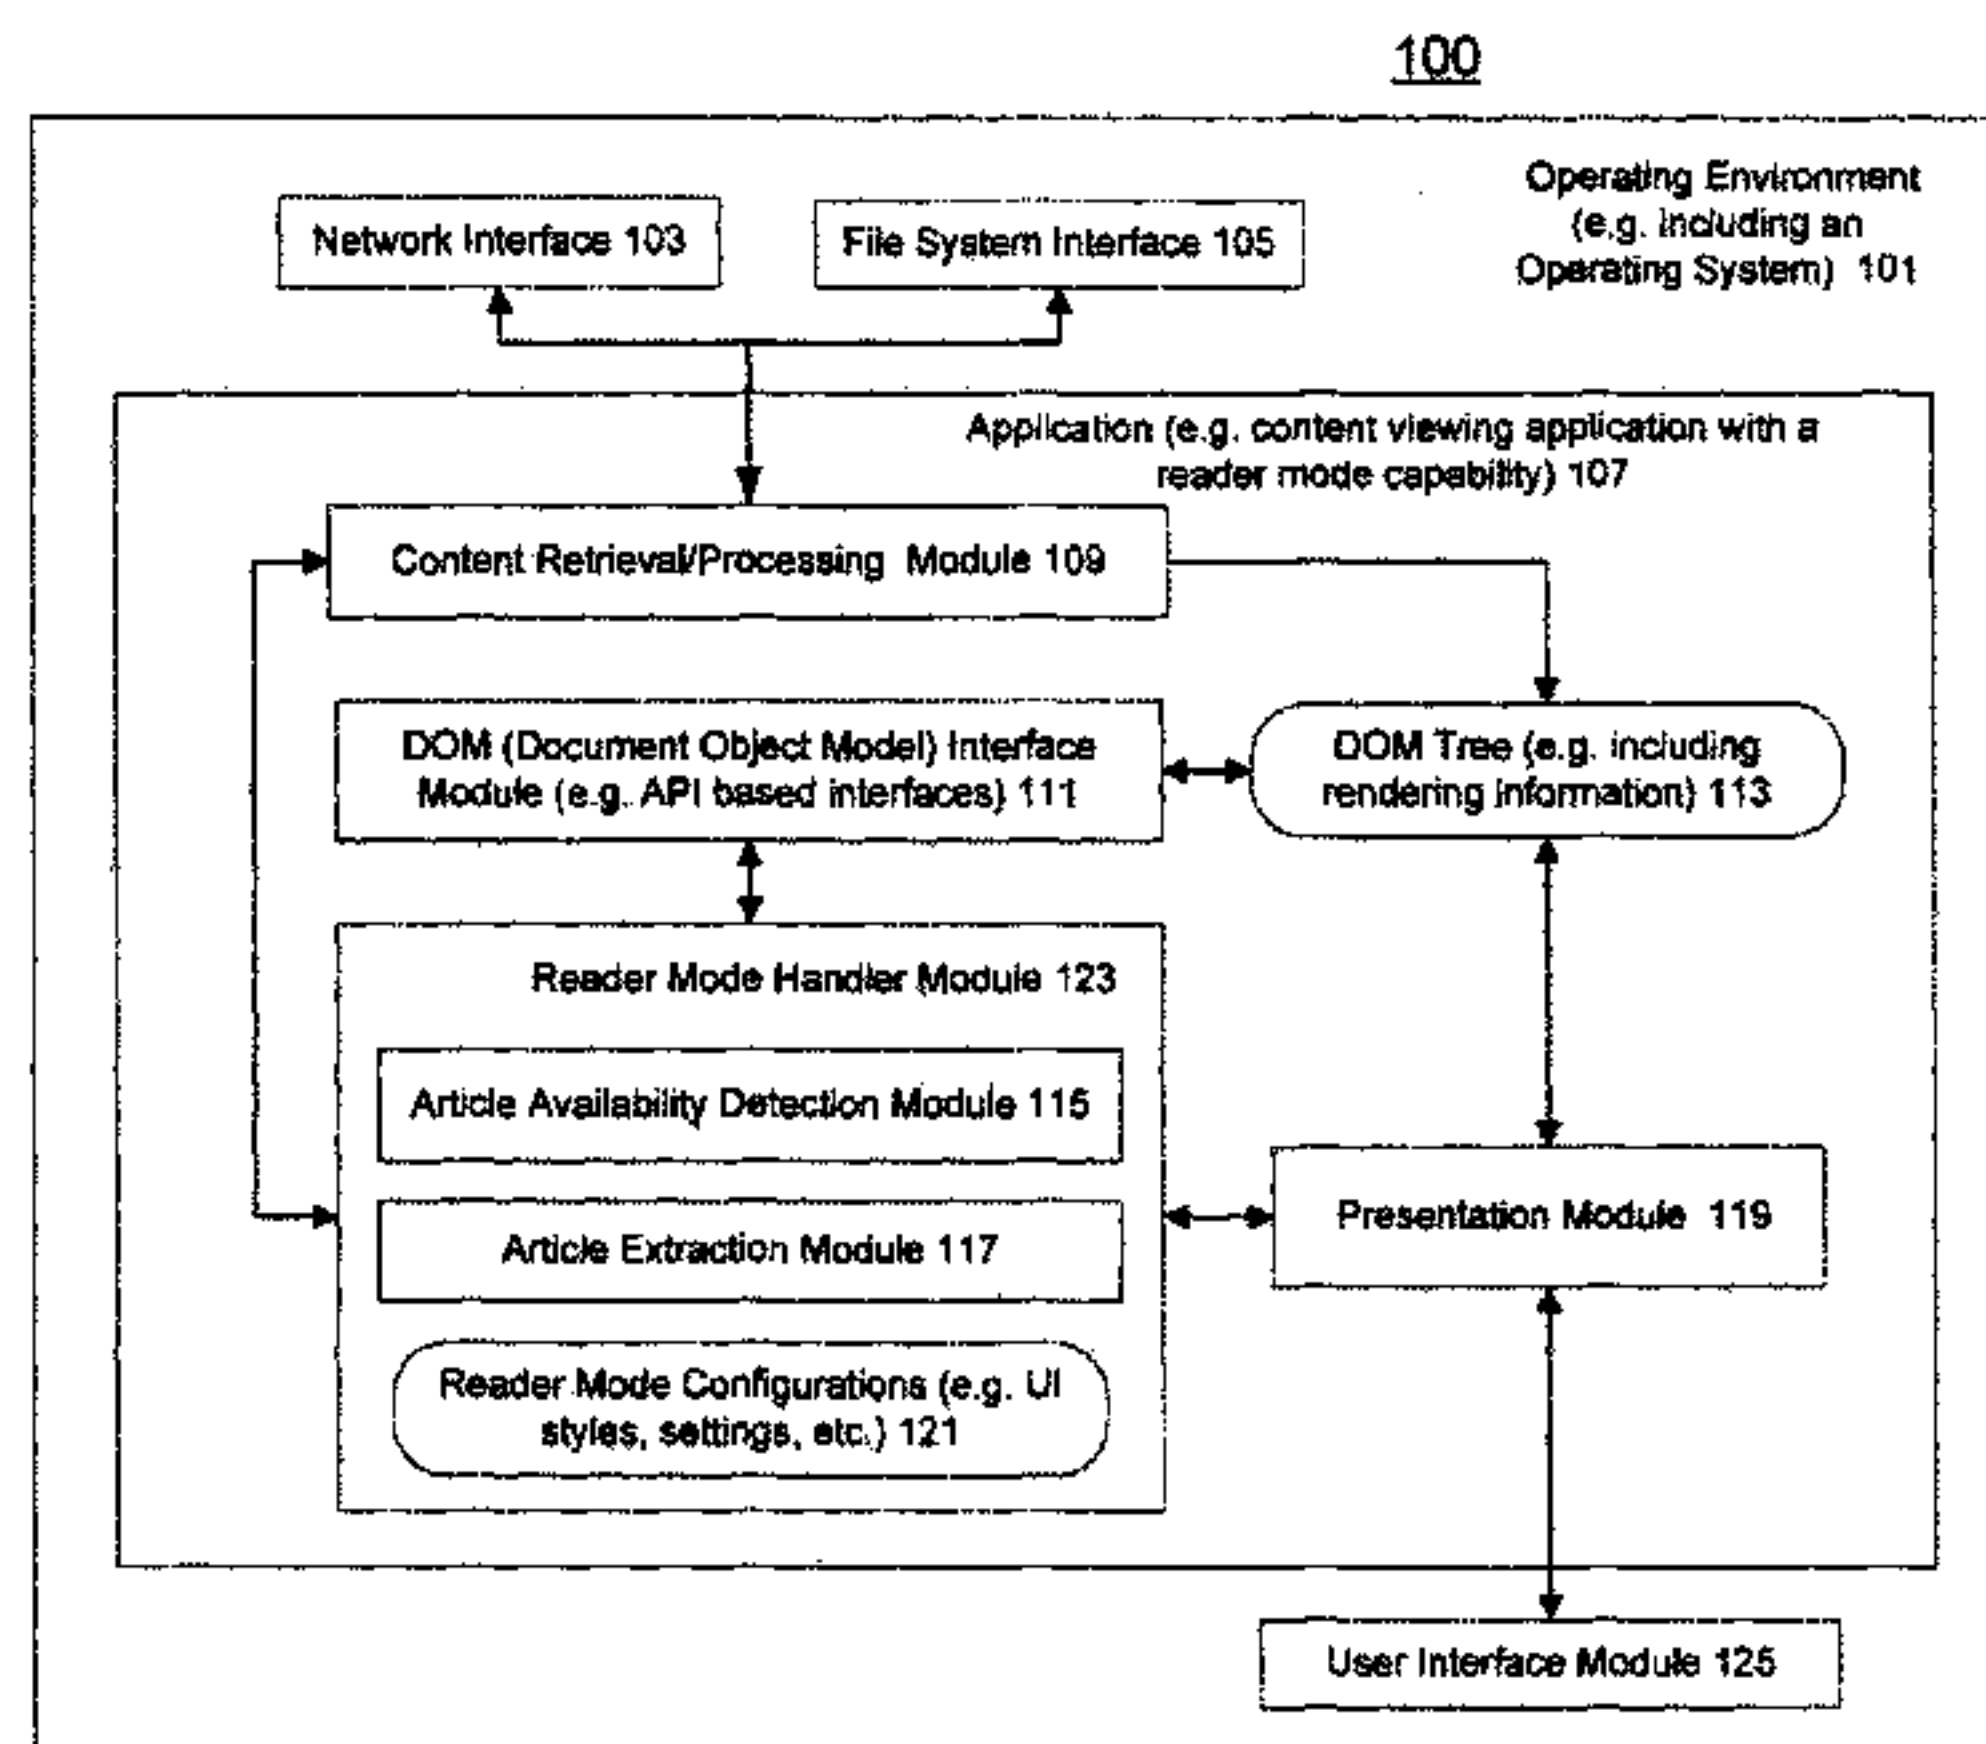 100
Operating Environment
(e.g. including an
Operating System) 101
Network Interface 103
File System Interface 105
Application (e.g. content viewing application with a
reader mode capability) 107
Content Retrieval/Processing Module 109
DOM (Document Object Model) Interface
Module (e.g. API based interfaces) 111
DOM Tree (e.g. including
rendering information) 113
Reader Mode Handler Module 123
Article Availability Detection Module 115
Article Extraction Module 117
Presentation Module 119
Reader Mode Configurations (e.g. UI
styles, settings, etc.) 121
User Interface Module 125